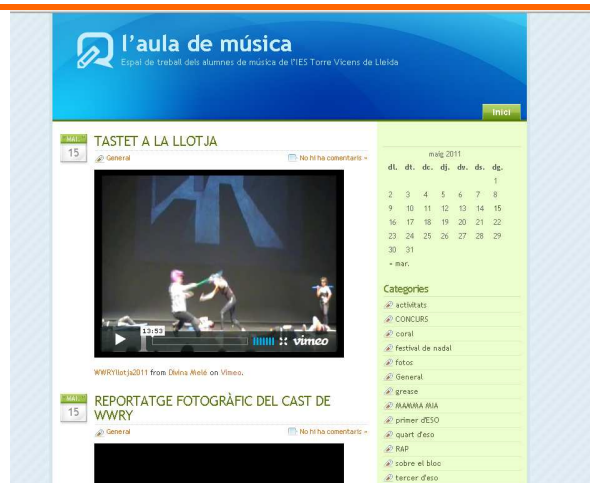 l'aula de música
Espai de treball dels alumnes de música de l'IES Torre Vicens de Lleida
Inici
MAI.
15
TASTET A LA LLOTJA
General
No hi ha comentaris »
13:53
vimeo
WWRYllotja2011 from Divina Melé on Vimeo.
MAI.
15
REPORTATGE FOTOGRÀFIC DEL CAST DE
WWRY
General
No hi ha comentaris »
maig 2011
dl. dt. dc. dj. dv. ds. dg.
1
2 3 4 5 6 7 8
9 10 11 12 13 14 15
16 17 18 19 20 21 22
23 24 25 26 27 28 29
30 31
« mar.
Categories
activitats
CONCURS
coral
festival de nadal
fotos
General
grease
MAMMA MIA
primer d'ESO
quart d'eso
RAP
sobre el bloc
tercer d'eso